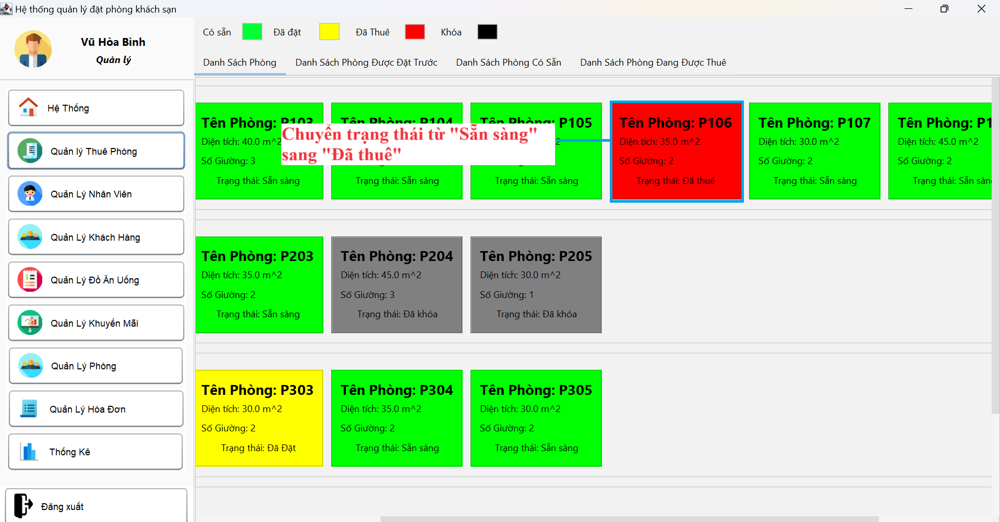 Hệ thống quản lý đặt phòng khách sạn
Vũ Hòa Bình
Quản lý
Hệ Thống
Quản lý Thuê Phòng
Quản Lý Nhân Viên
Quản Lý Khách Hàng
Quản Lý Đồ Ăn Uống
Quản Lý Khuyến Mãi
Quản Lý Phòng
Quản Lý Hóa Đơn
Thống Kê
Đăng xuất
Có sẵn Đã đặt Đã Thuê Khóa
Danh Sách Phòng Danh Sách Phòng Được Đặt Trước Danh Sách Phòng Có Sẵn Danh Sách Phòng Đang Được Thuê
Tên Phòng: P103
Diện tích: 40.0 m^2
Số Giường: 3
Trạng thái: Sẵn sàng
Tên Phòng: P104
Trạng thái: Sẵn sàng
Tên Phòng: P105
Trạng thái: Sẵn sàng
Chuyển trạng thái từ "Sẵn sàng"
sang "Đã thuê"
Tên Phòng: P106
Diện tích: 35.0 m^2
Số Giường: 2
Trạng thái: Đã thuê
Tên Phòng: P107
Diện tích: 30.0 m^2
Số Giường: 2
Trạng thái: Sẵn sàng
Tên Phòng: P1
Diện tích: 45.0 m^2
Số Giường: 2
Trạng thái: Sẵn sàn
Tên Phòng: P203
Diện tích: 35.0 m^2
Số Giường: 2
Trạng thái: Sẵn sàng
Tên Phòng: P204
Diện tích: 45.0 m^2
Số Giường: 3
Trạng thái: Đã khóa
Tên Phòng: P205
Diện tích: 30.0 m^2
Số Giường: 1
Trạng thái: Đã khóa
Tên Phòng: P303
Diện tích: 30.0 m^2
Số Giường: 2
Trạng thái: Đã Đặt
Tên Phòng: P304
Diện tích: 35.0 m^2
Số Giường: 2
Trạng thái: Sẵn sàng
Tên Phòng: P305
Diện tích: 30.0 m^2
Số Giường: 2
Trạng thái: Sẵn sàng